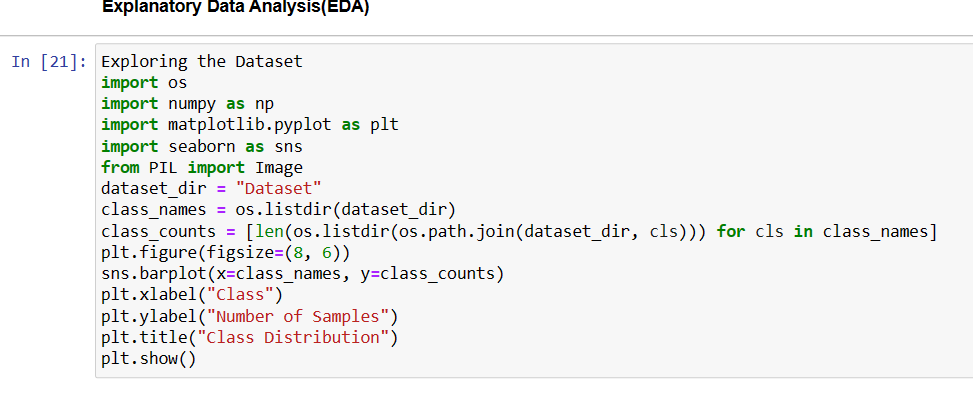 Explanatory Data Analysis(EDA)
In [21]: Exploring the Dataset
import os
import numpy as np
import matplotlib.pyplot as plt
import seaborn as sns
from PIL import Image
dataset_dir = "Dataset"
class_names = os.listdir(dataset_dir)
class_counts = [len(os.listdir(os.path.join(dataset_dir, cls))) for cls in class_names]
plt.figure(figsize=(8, 6))
sns.barplot(x=class_names, y=class_counts)
plt.xlabel("Class")
plt.ylabel("Number of Samples")
plt.title("Class Distribution")
plt.show()